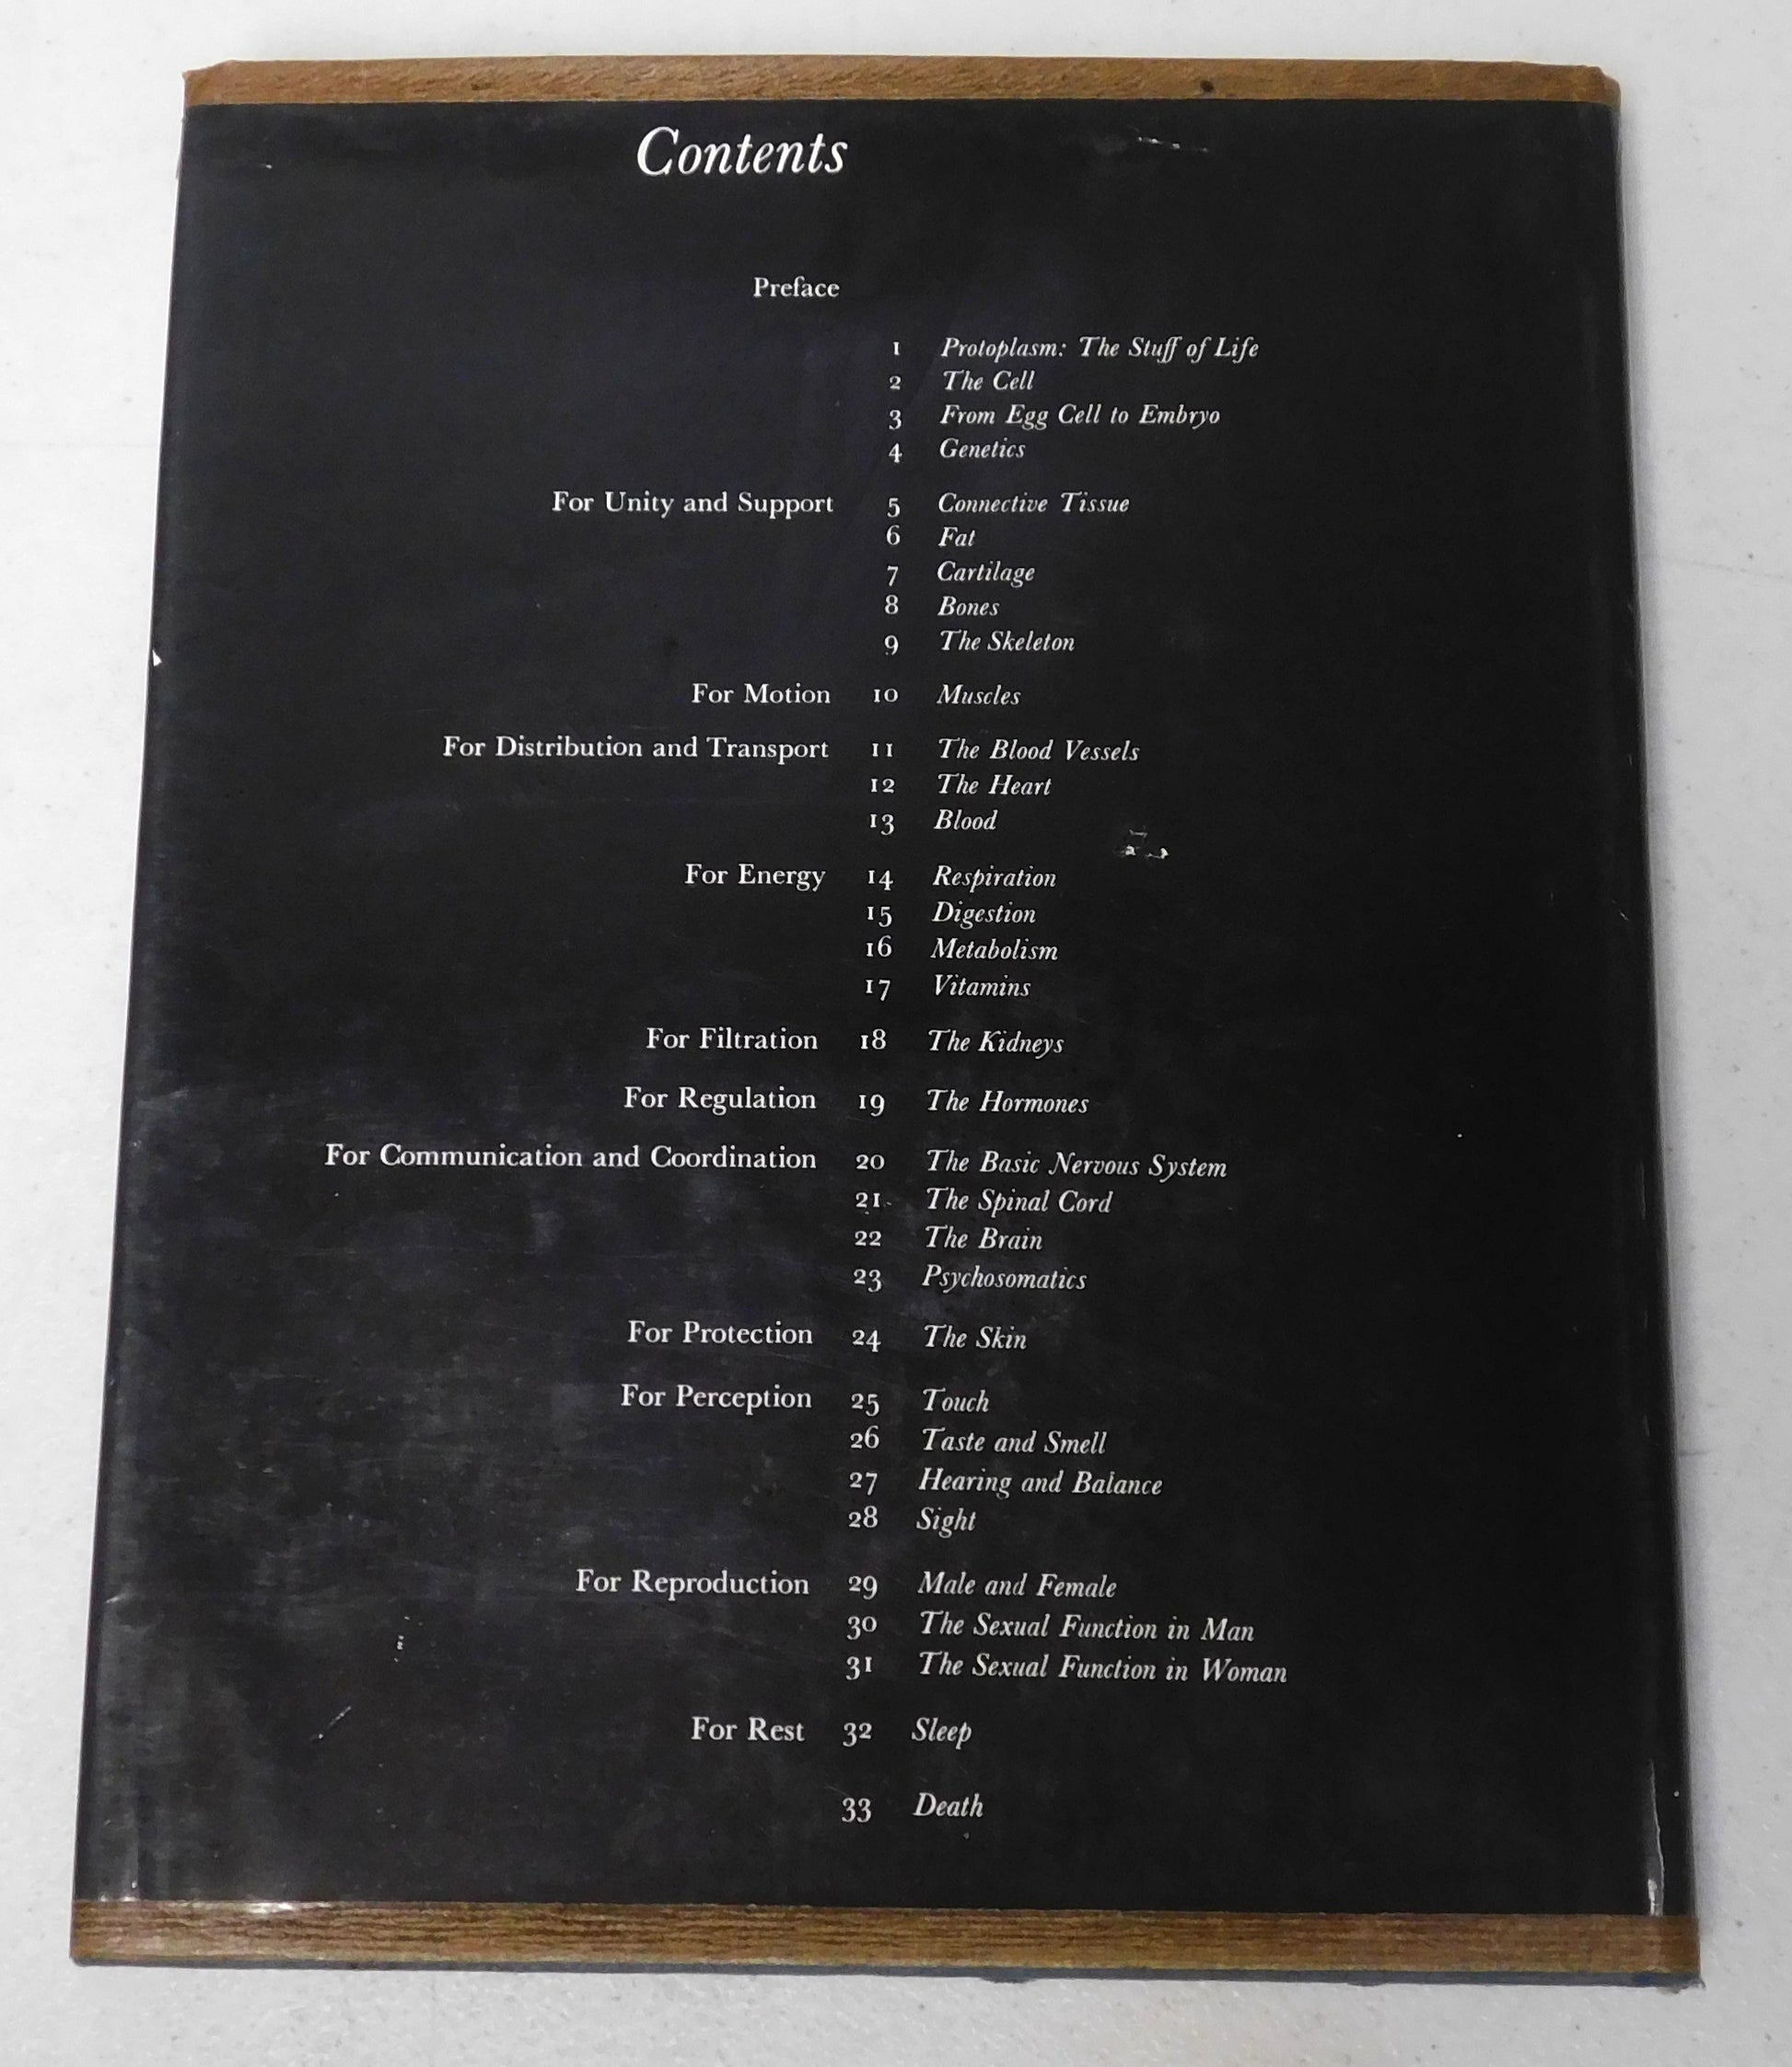 Contents
Preface
1 Protoplasm: The Stuff of Life
2 The Cell
3 From Egg Cell to Embryo
4 Genetics
For Unity and Support 5 Connective Tissue
6 Fat
7 Cartilage
8 Bones
9 The Skeleton
For Motion 10 Muscles
For Distribution and Transport 11 The Blood Vessels
12 The Heart
13 Blood
For Energy 14 Respiration
15 Digestion
16 Metabolism
17 Vitamins
For Filtration 18 The Kidneys
For Regulation 19 The Hormones
For Communication and Coordination 20 The Basic Nervous System
21 The Spinal Cord
22 The Brain
23 Psychosomatics
For Protection 24 The Skin
For Perception 25 Touch
26 Taste and Smell
27 Hearing and Balance
28 Sight
For Reproduction 29 Male and Female
30 The Sexual Function in Man
31 The Sexual Function in Woman
For Rest 32 Sleep
33 Death